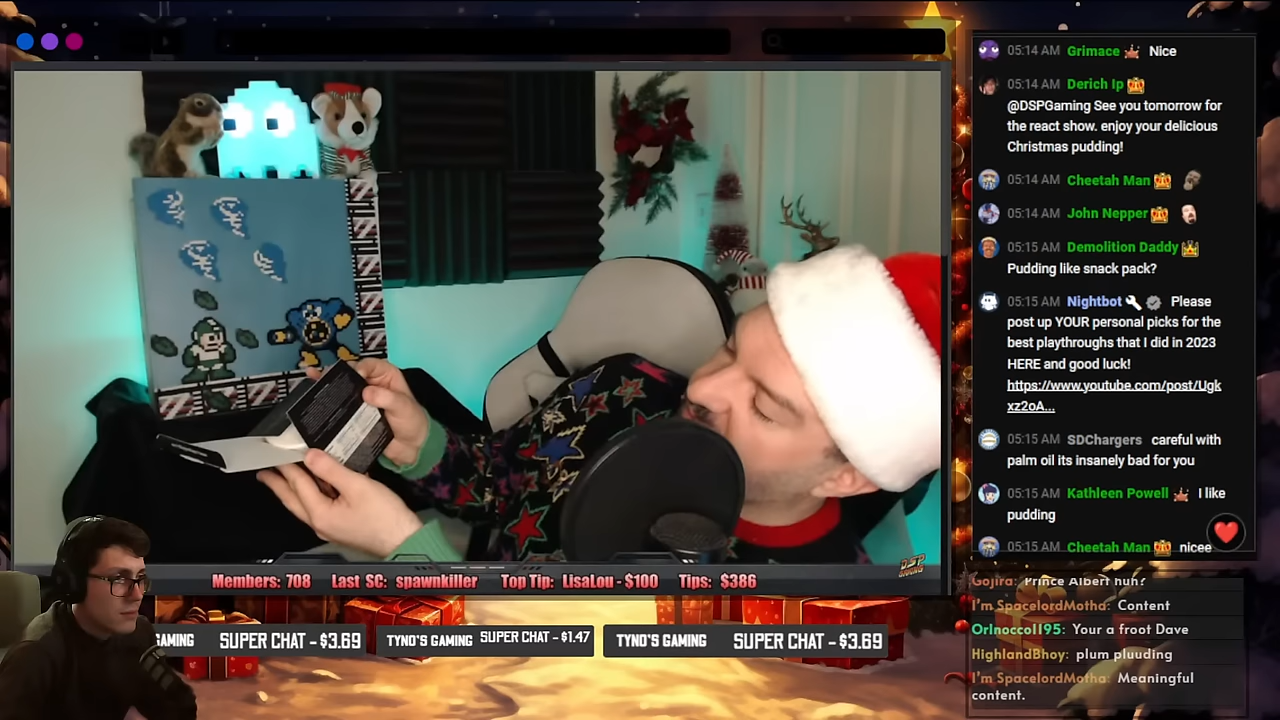 05:14 AM Grimace Nice
05:14 AM Derich Ip
@DSPGaming See you tomorrow for
the react show. enjoy your delicious
Christmas pudding!
05:14 AM Cheetah Man
05:14 AM John Nepper
05:15 AM Demolition Daddy
Pudding like snack pack?
05:15 AM Nightbot Please
post up YOUR personal picks for the
best playthroughs that I did in 2023
HERE and good luck!
https://www.youtube.com/post/Ugk
xz2oA...
05:15 AM SDChargers careful with
palm oil its insanely bad for you
05:15 AM Kathleen Powell I like
pudding
05:15 AM Cheetah Man nicee
DSP
GAMING
Members: 708 Last SC: spawnkiller Top Tip: LisaLou - $100 Tips: $386
AMING SUPER CHAT - $3.69 TYNO'S GAMING SUPER CHAT - $1.47 TYNO'S GAMING SUPER CHAT - $3.69
Gojira: Prince Albert huh?
I'm SpacelordMotha: Content
Orlnoccol195: Your a froot Dave
HighlandBhoy: plum pluuding
I'm SpacelordMotha: Meaningful
content.